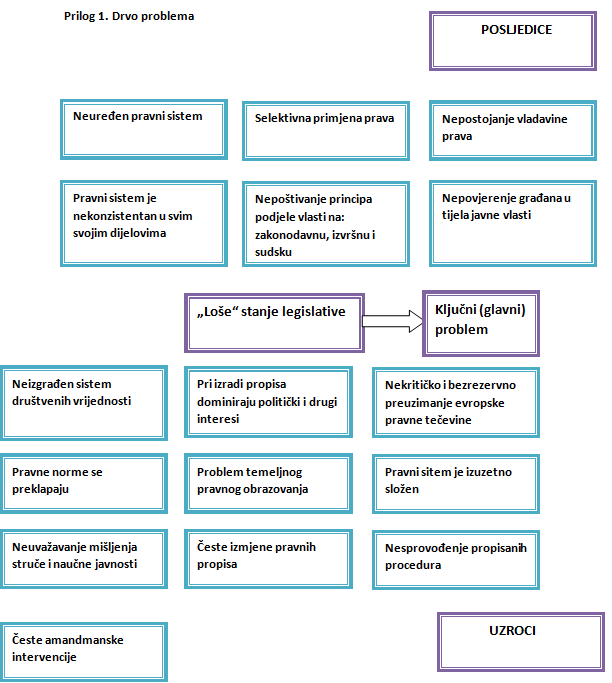 Prilog 1. Drvo problema
POSLJEDICE
Neuređen pravni sistem
Selektivna primjena prava
Nepostojanje vladavine
prava
Pravni sistem je
nekonzistentan u svim
svojim dijelovima
Nepoštivanje principa
podjele vlasti na:
zakonodavnu, izvršnu i
sudsku
Nepovjerenje građana u
tijela javne vlasti
„Loše“ stanje legislative
Ključni (glavni)
problem
Neizgrađen sistem
društvenih vrijednosti
Pri izradi propisa
dominiraju politički i drugi
interesi
Nekritičko i bezrezervno
preuzimanje evropske
pravne tečevine
Pravne norme se
preklapaju
Problem temeljnog
pravnog obrazovanja
Pravni sitem je izuzetno
složen
Neuvažavanje mišljenja
struče i naučne javnosti
Česte izmjene pravnih
propisa
Nesprovođenje propisanih
procedura
UZROCI
Česte amandmanske
intervencije